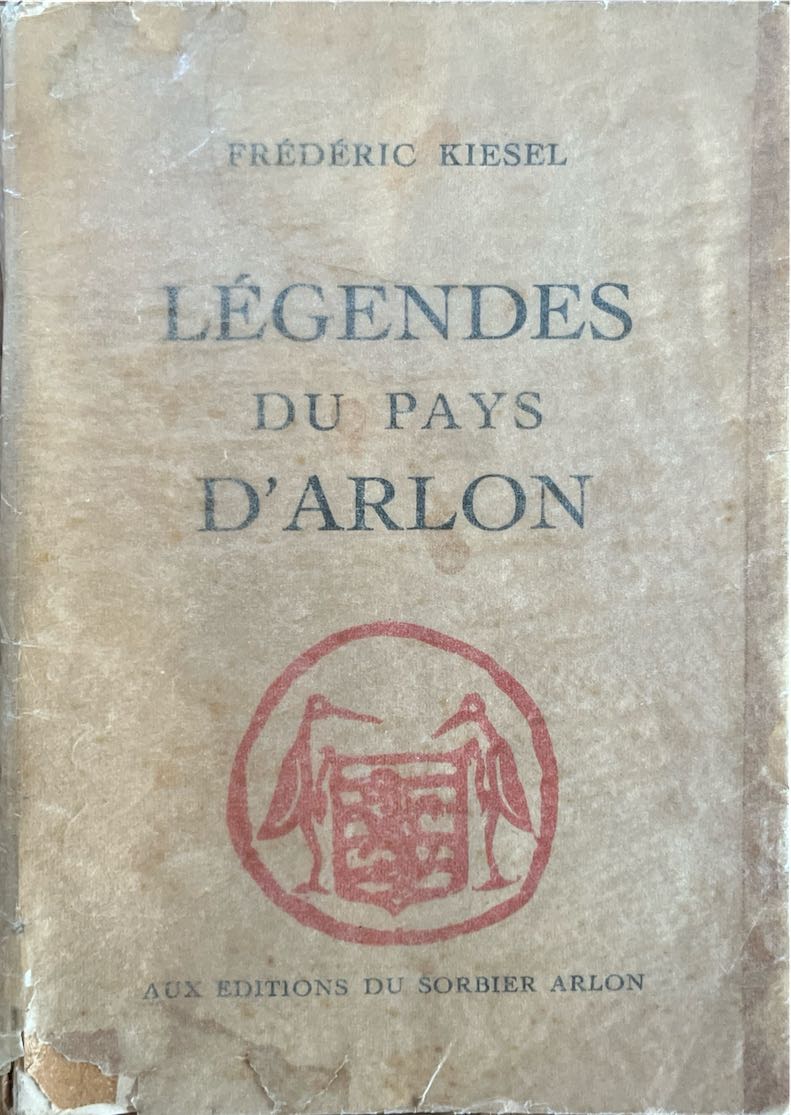 FRÉDÉRIC KIESEL
LÉGENDES
DU PAYS
D'ARLON
AUX EDITIONS DU SORBIER ARLON